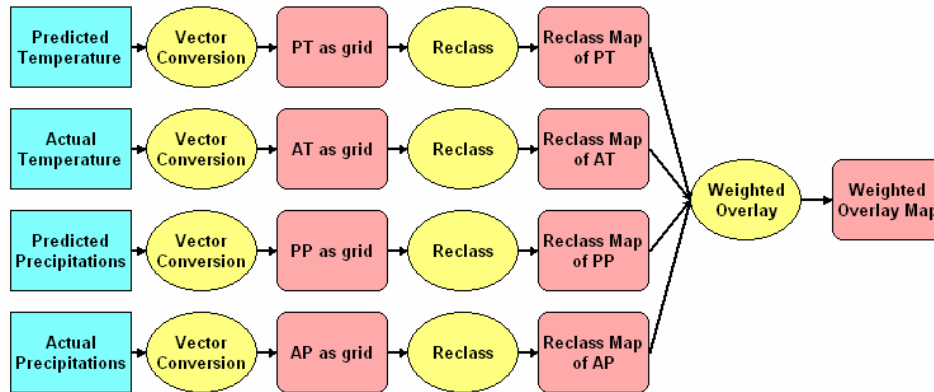 Predicted
Temperature
Vector
Conversion
PT as grid
Reclass
Reclass Map
of PT
Actual
Temperature
Vector
Conversion
AT as grid
Reclass
Reclass Map
of AT
Weighted
Overlay
Weighted
Overlay Map
Predicted
Precipitations
Vector
Conversion
PP as grid
Reclass
Reclass Map
of PP
Actual
Precipitations
Vector
Conversion
AP as grid
Reclass
Reclass Map
of AP